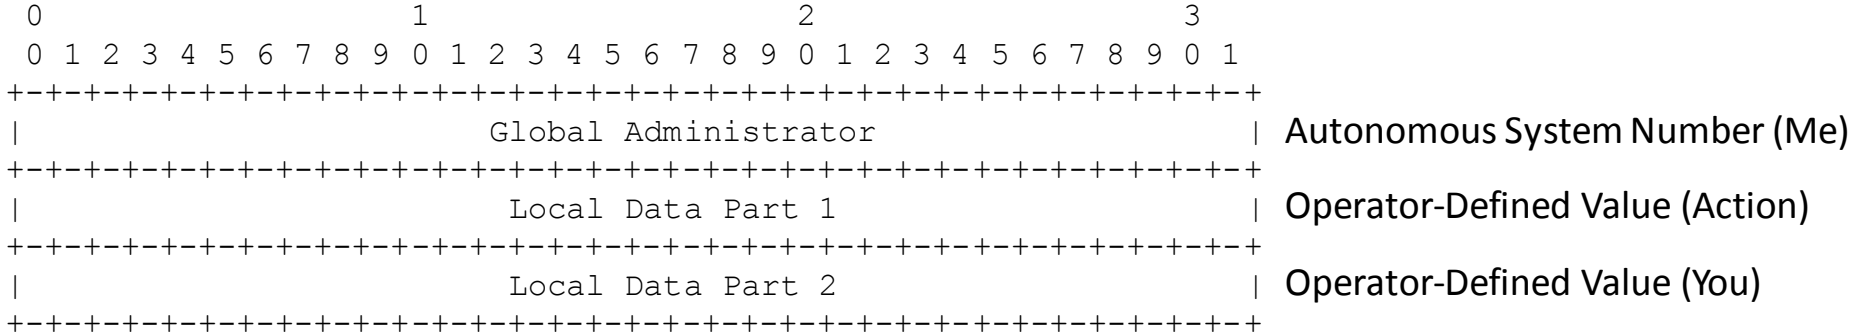 0                   1                   2                   3
0 1 2 3 4 5 6 7 8 9 0 1 2 3 4 5 6 7 8 9 0 1 2 3 4 5 6 7 8 9 0 1
+-+-+-+-+-+-+-+-+-+-+-+-+-+-+-+-+-+-+-+-+-+-+-+-+-+-+-+-+-+-+-+-+
| Global Administrator | Autonomous System Number (Me)
+-+-+-+-+-+-+-+-+-+-+-+-+-+-+-+-+-+-+-+-+-+-+-+-+-+-+-+-+-+-+-+-+
| Local Data Part 1 | Operator-Defined Value (Action)
+-+-+-+-+-+-+-+-+-+-+-+-+-+-+-+-+-+-+-+-+-+-+-+-+-+-+-+-+-+-+-+-+
| Local Data Part 2 | Operator-Defined Value (You)
+-+-+-+-+-+-+-+-+-+-+-+-+-+-+-+-+-+-+-+-+-+-+-+-+-+-+-+-+-+-+-+-+